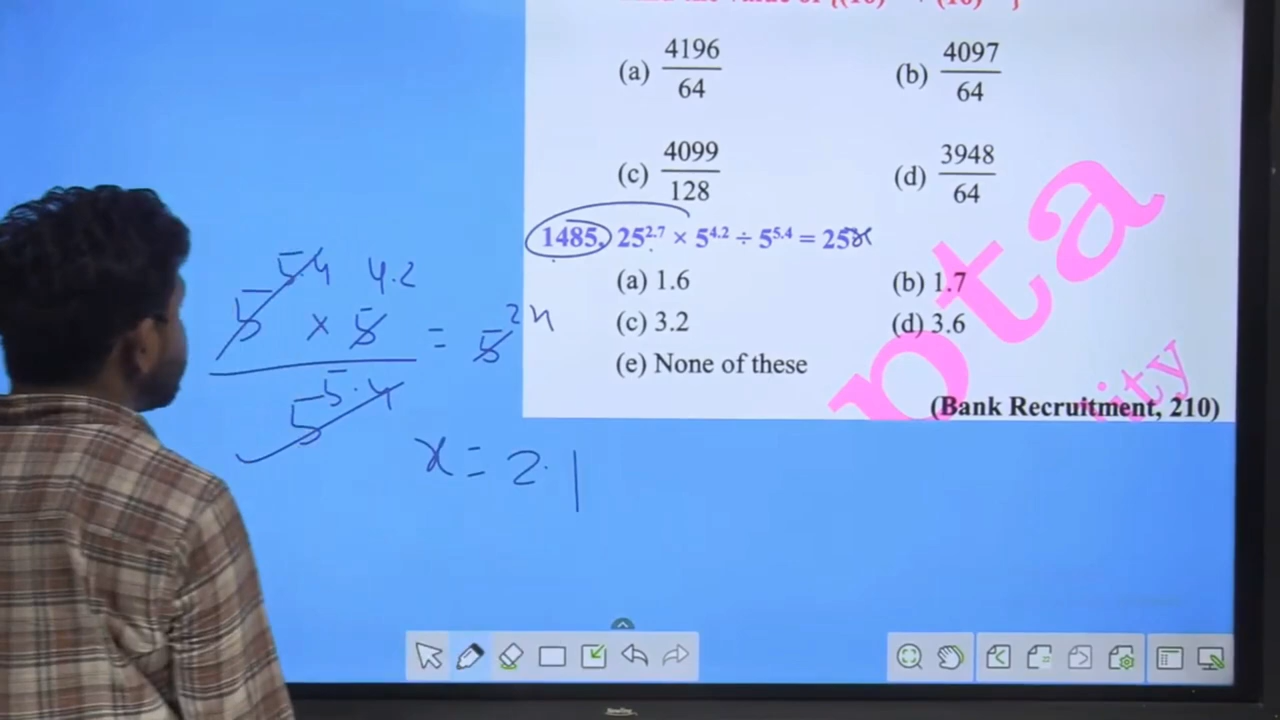 (a) 4196/64 (b) 4097/64
(c) 4099/128 (d) 3948/64
1485. 25^2.7 × 5^4.2 ÷ 5^5.4 = 25^x
(a) 1.6 (b) 1.7
(c) 3.2 (d) 3.6
(e) None of these
(Bank Recruitment, 210)
5^5.4 × 5^4.2 / 5^5.4 = 5^2x
x = 2.1